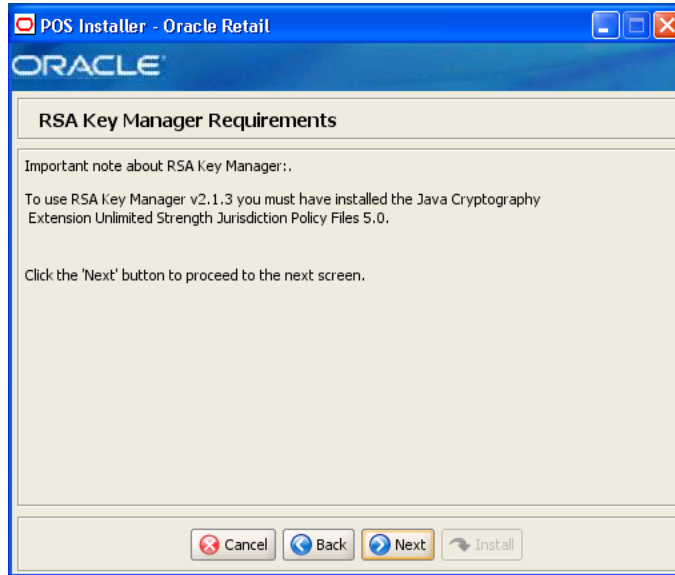 POS Installer - Oracle Retail
ORACLE
RSA Key Manager Requirements
Important note about RSA Key Manager:.
To use RSA Key Manager v2.1.3 you must have installed the Java Cryptography
Extension Unlimited Strength Jurisdiction Policy Files 5.0.
Click the 'Next' button to proceed to the next screen.
Cancel Back Next Install